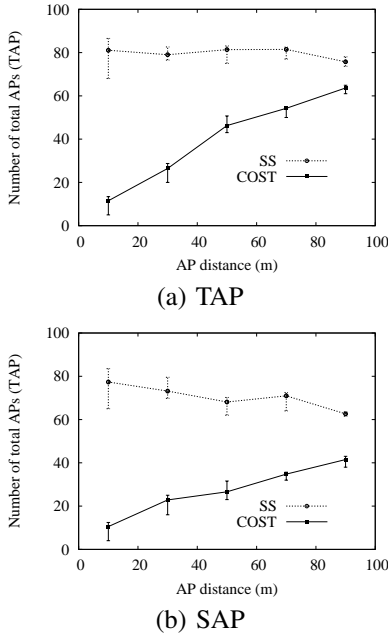 100
80
60
40
20
0
Number of total APs (TAP)
SS
COST
0 20 40 60 80 100
AP distance (m)
(a) TAP
100
80
60
40
20
0
Number of total APs (TAP)
SS
COST
0 20 40 60 80 100
AP distance (m)
(b) SAP